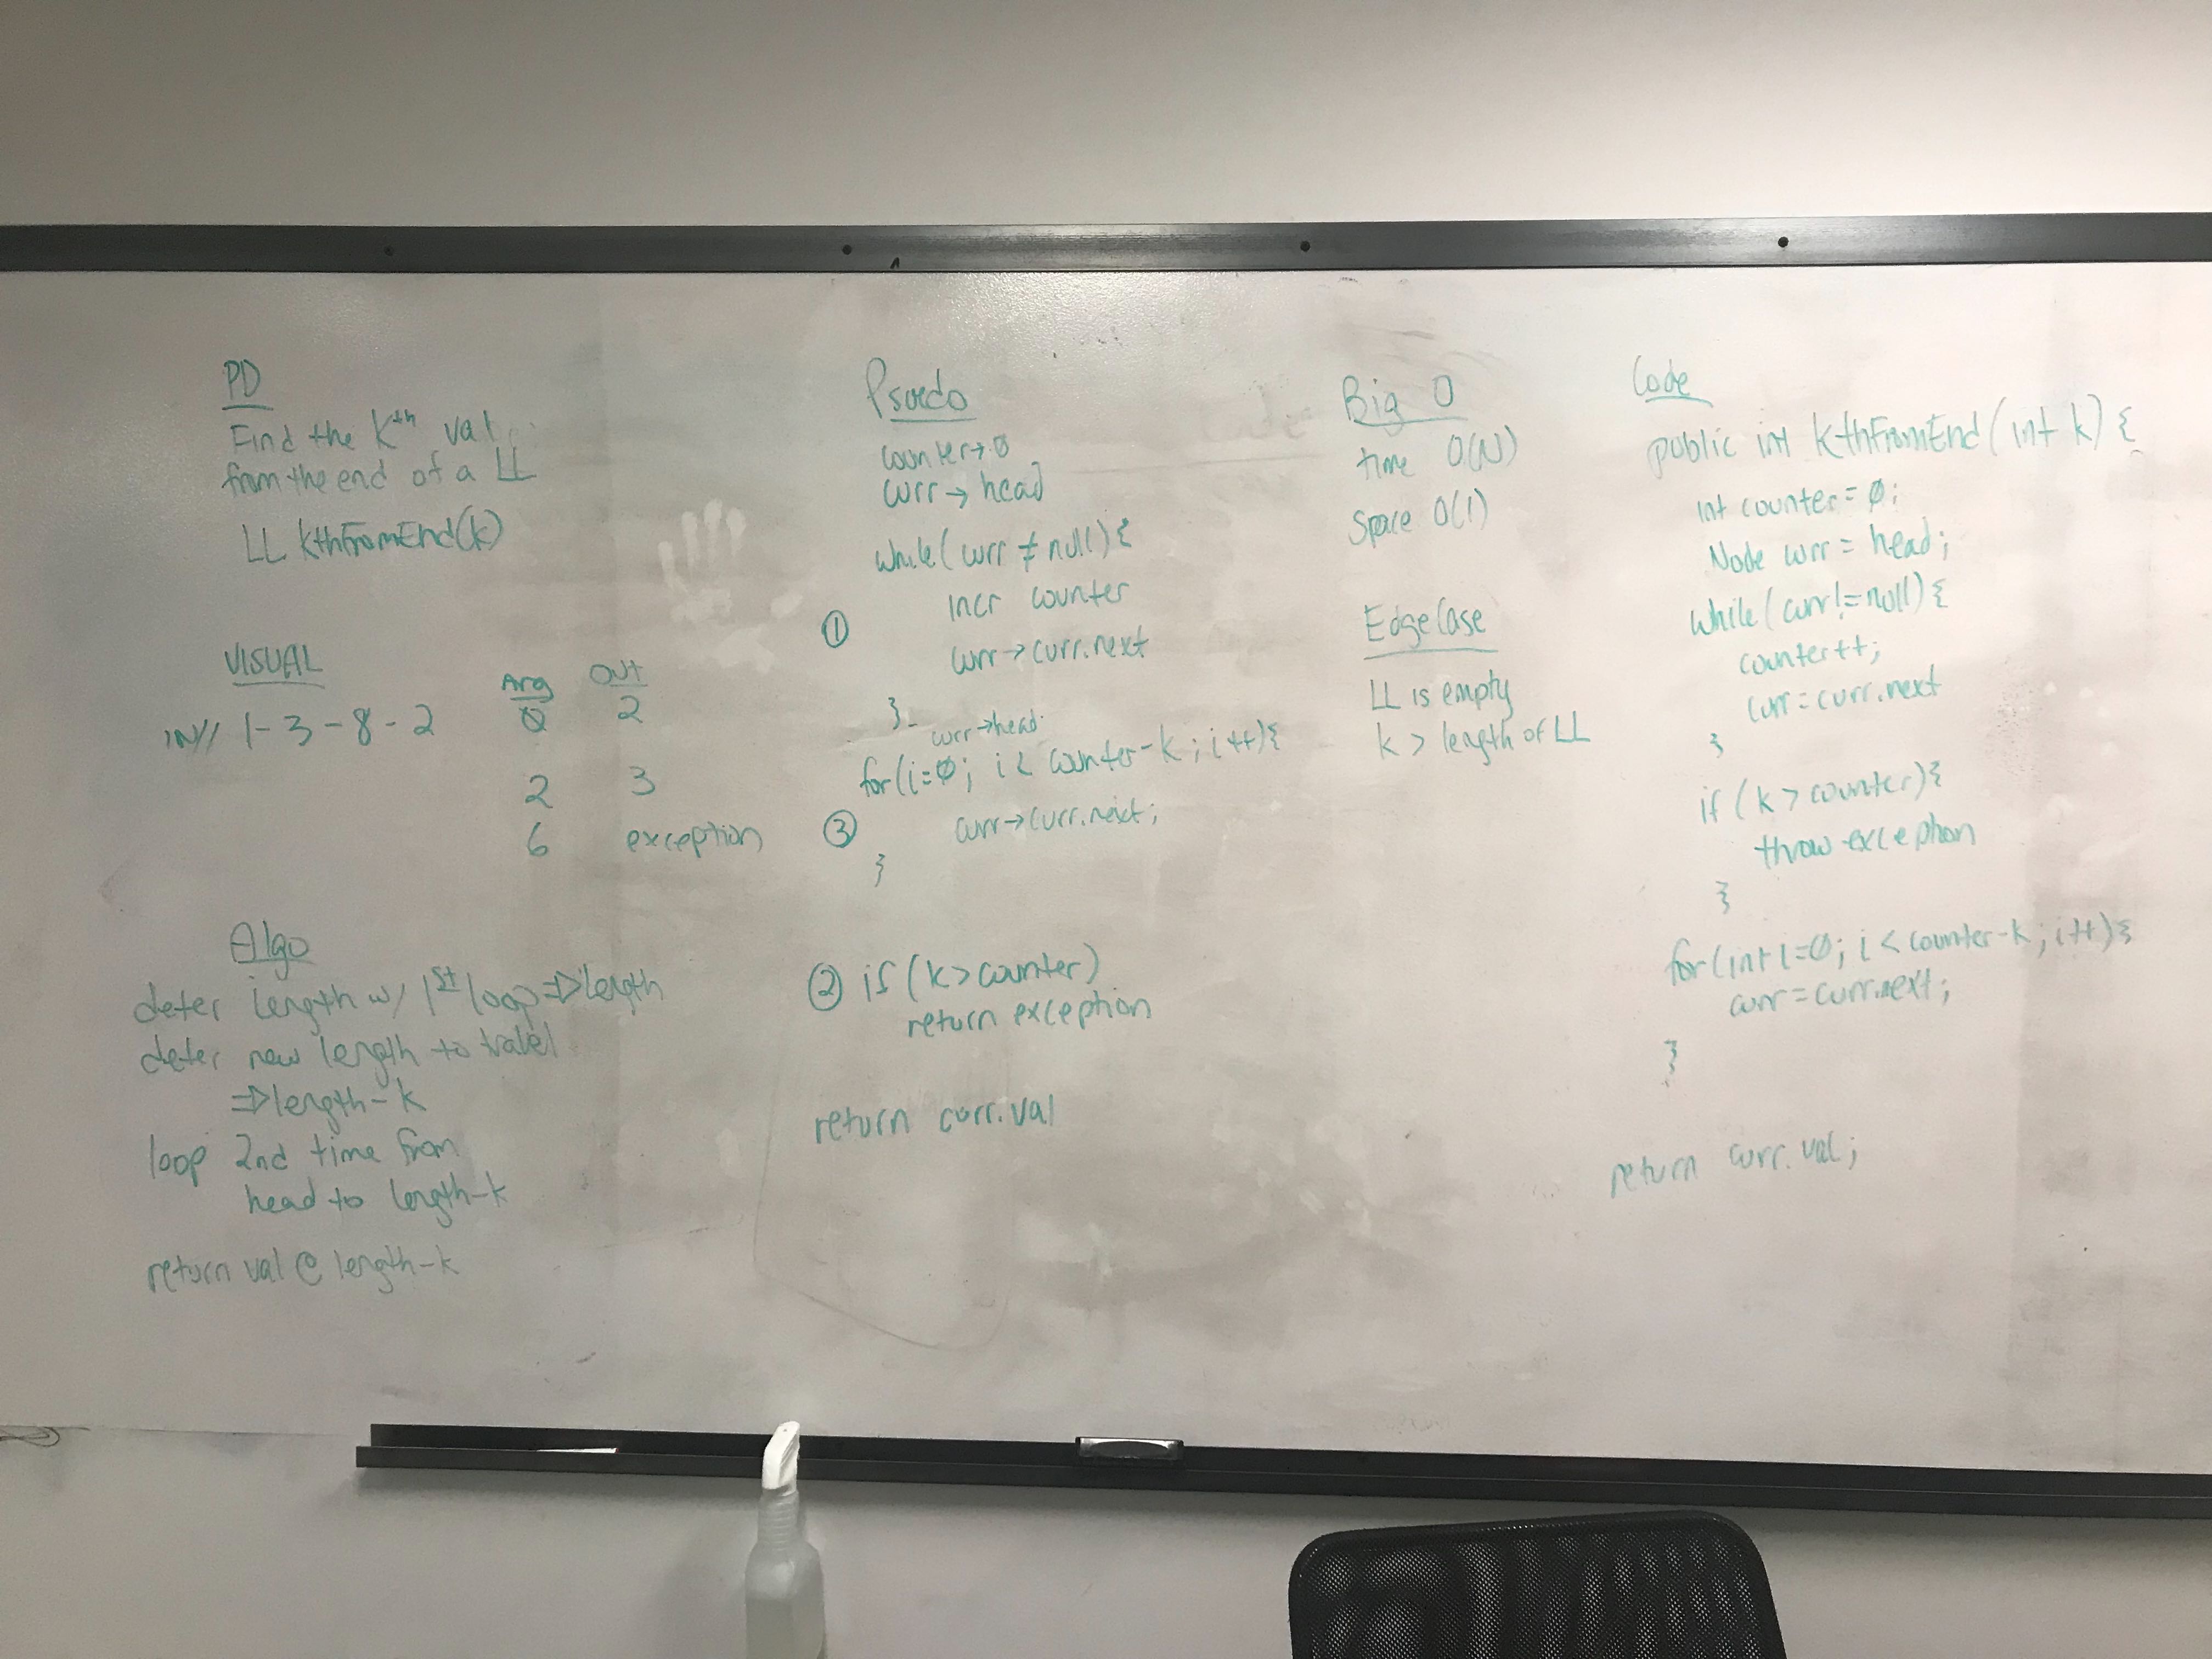 PD
Find the kth val
from the end of a LL
LL kthFromEnd(k)
VISUAL
IN// 1-3-8-2
Arg Out
0 2
2 3
6 exception
Algo
deter length w/ 1st loop => length
deter new length to travel
=> length-k
loop 2nd time from
head to length-k
return val @ length-k
Psuedo
counter→0
curr→head
while(curr ≠ null){
incr counter
① curr→curr.next
}
curr→head
for(i=0; i < counter-k; i++){
③ curr→curr.next;
}
② if (k>counter)
return exception
return curr.val
Big O
time O(N)
Space O(1)
Edge Case
LL is empty
k > length of LL
Code
public int kthFromEnd(int k){
int counter = 0;
Node curr = head;
while(curr!=null){
counter++;
curr=curr.next
}
if (k > counter){
throw exception
}
for(int i=0; i<counter-k; i++){
curr=curr.next;
}
return curr.val;